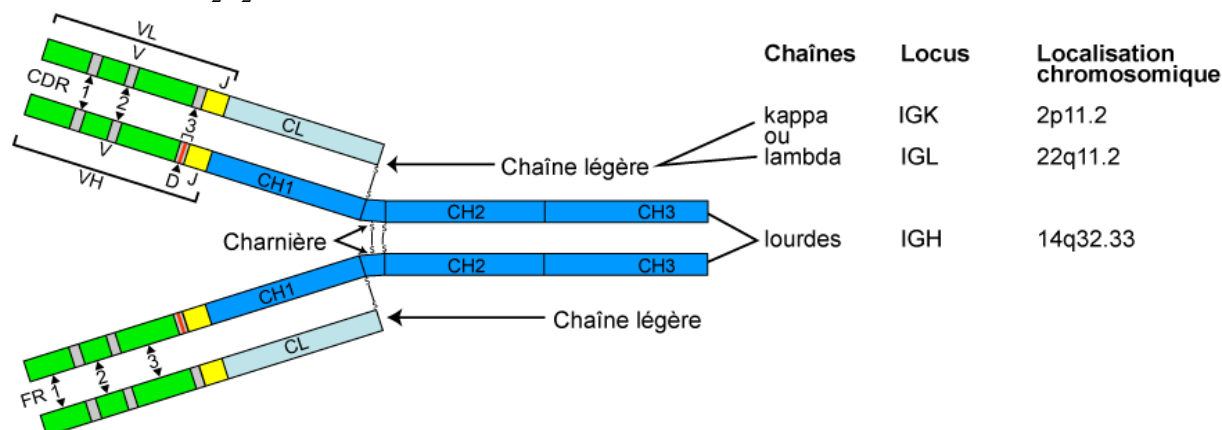 2 2
VL
V
J
CDR 1 2 3
CL
V
D
J
VH
CH1
Chaînes Locus Localisation
chromosomique
kappa IGK 2p11.2
ou
lambda IGL 22q11.2
Chaîne légère
CH2 CH3
Charnière
lourdes IGH 14q32.33
CH1
CH2 CH3
Chaîne légère
CL
FR 1 2 3